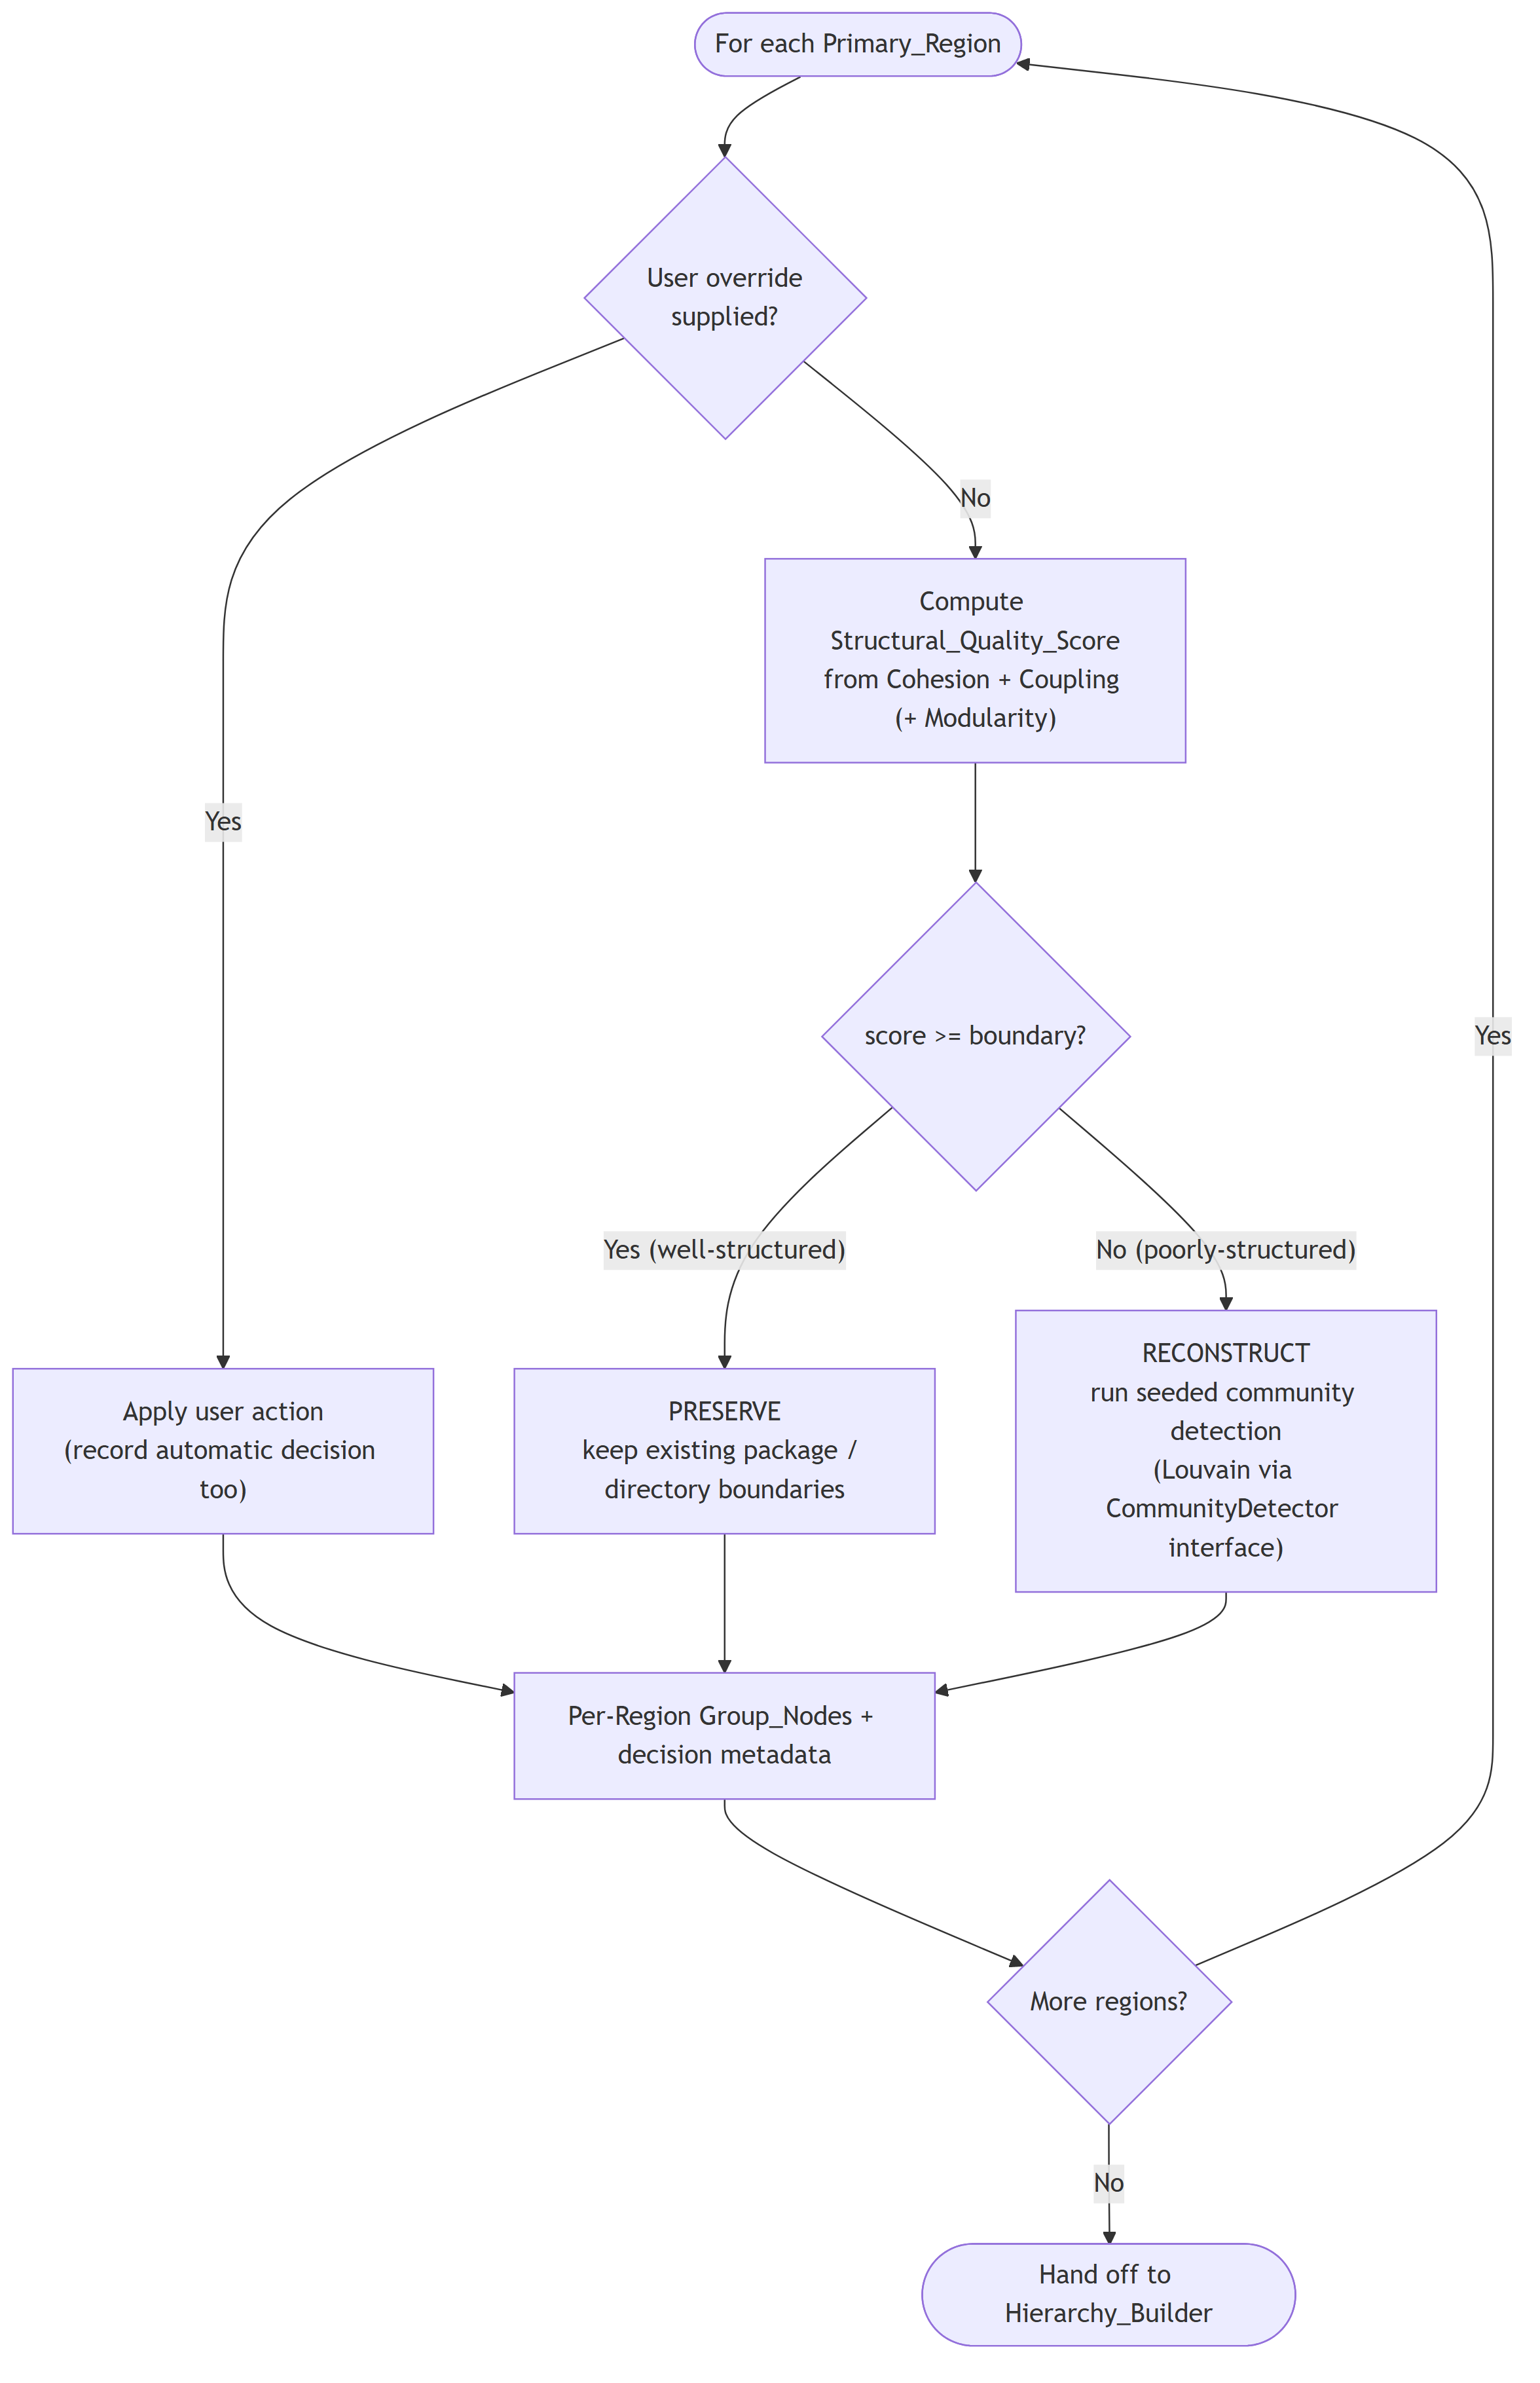 For each Primary_Region
User override
supplied?
No
Compute
Structural_Quality_Score
from Cohesion + Coupling
(+ Modularity)
Yes
score >= boundary?
Yes
Yes (well-structured)
No (poorly-structured)
Apply user action
(record automatic decision
too)
PRESERVE
keep existing package /
directory boundaries
RECONSTRUCT
run seeded community
detection
(Louvain via
CommunityDetector
interface)
Per-Region Group_Nodes +
decision metadata
More regions?
No
Hand off to
Hierarchy_Builder